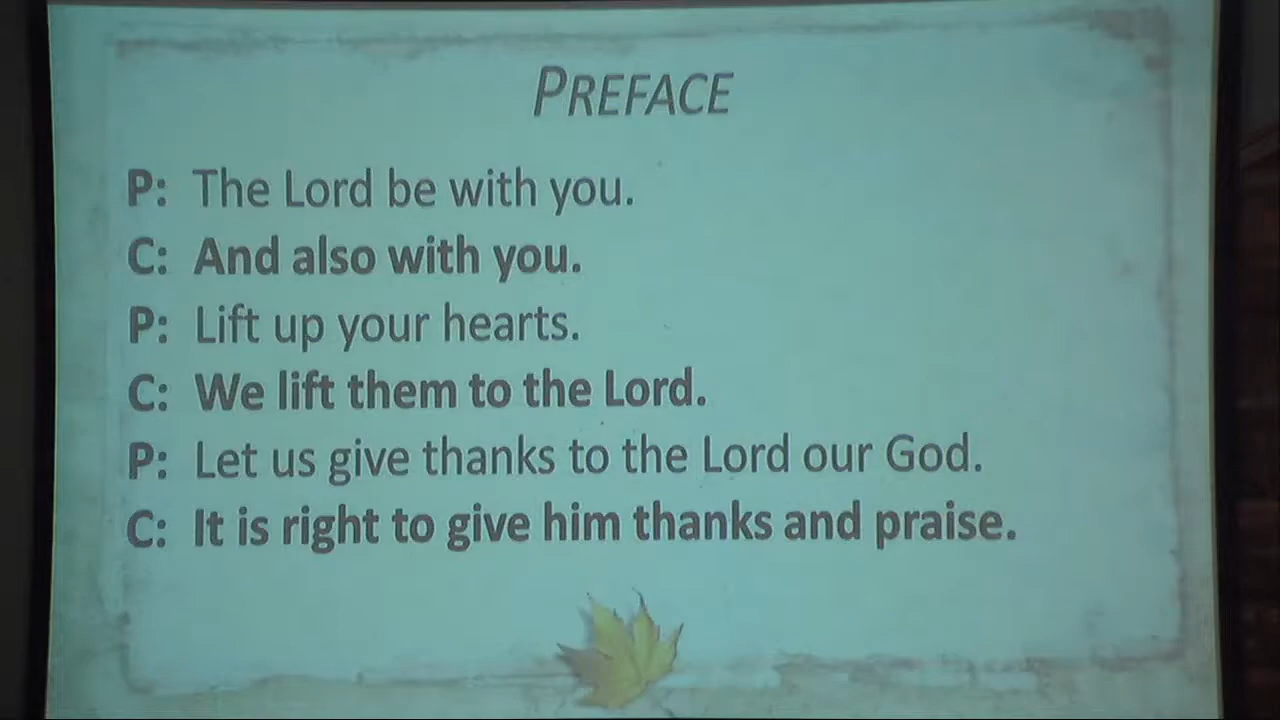 PREFACE
P: The Lord be with you.
C: And also with you.
P: Lift up your hearts.
C: We lift them to the Lord.
P: Let us give thanks to the Lord our God.
C: It is right to give him thanks and praise.